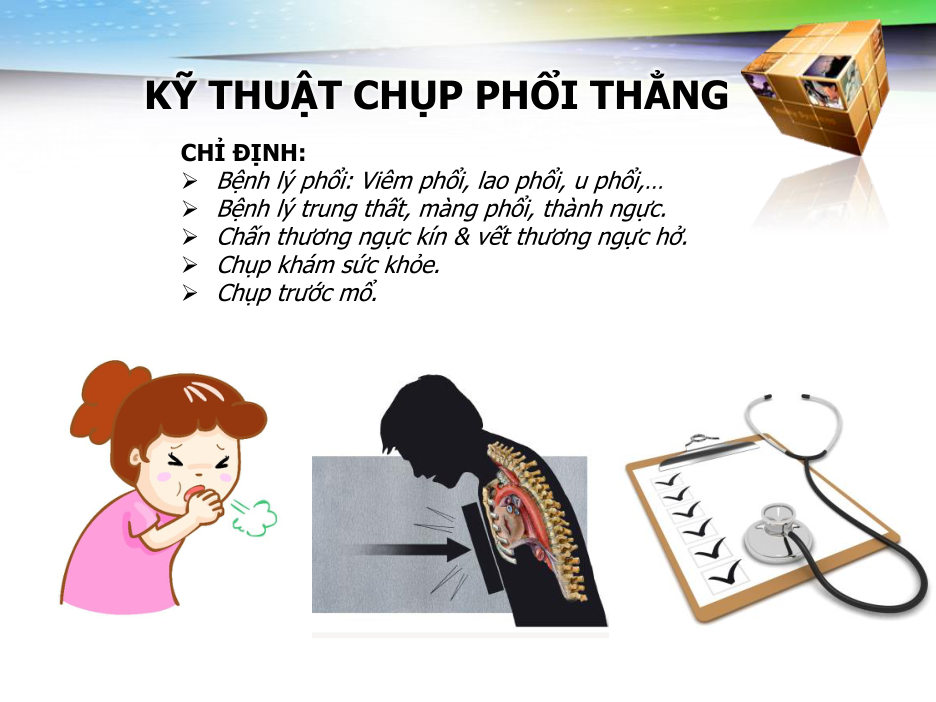 KỸ THUẬT CHỤP PHỔI THẲNG
CHỈ ĐỊNH:
➢ Bệnh lý phổi: Viêm phổi, lao phổi, u phổi,...
➢ Bệnh lý trung thất, màng phổi, thành ngực.
➢ Chấn thương ngực kín & vết thương ngực hở.
➢ Chụp khám sức khỏe.
➢ Chụp trước mổ.